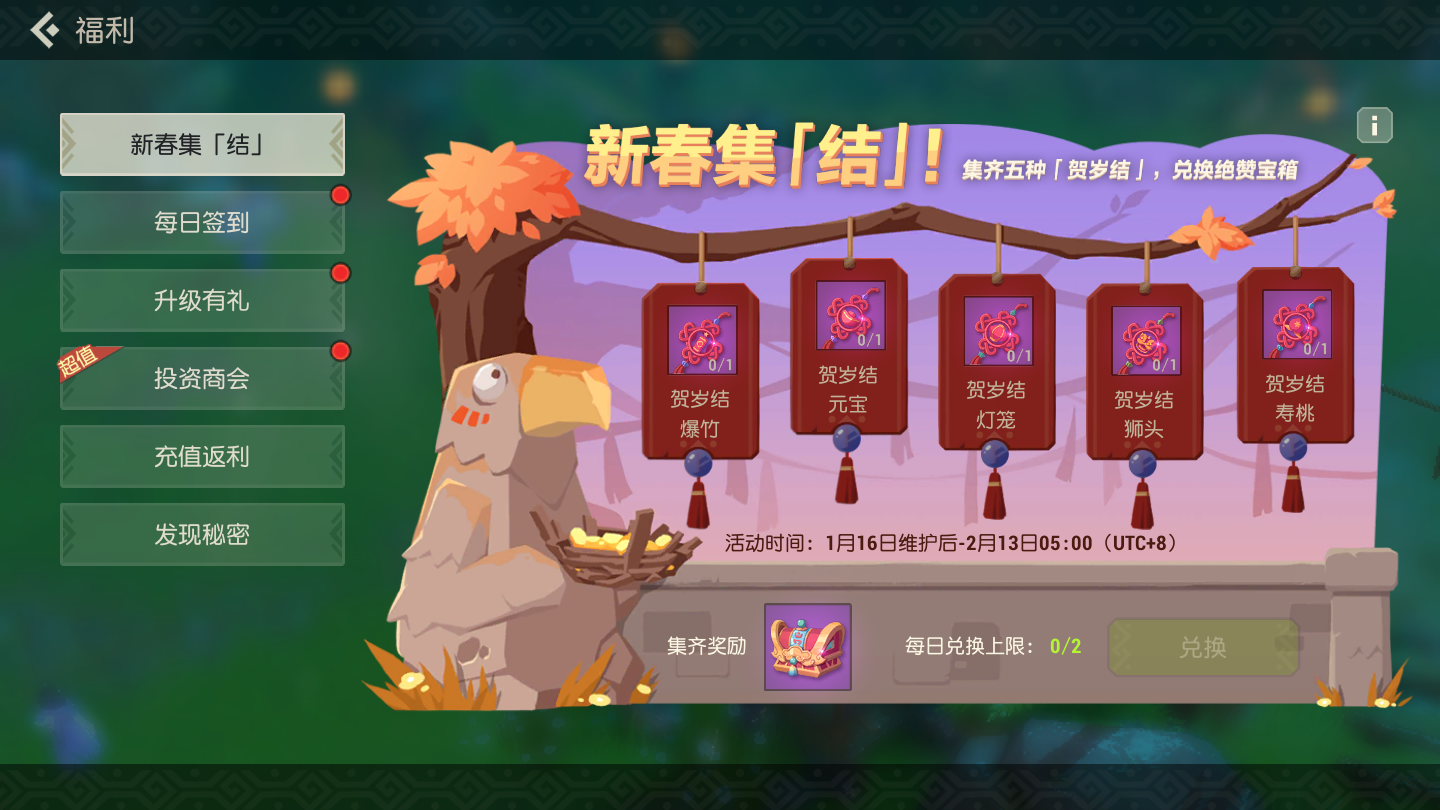 福利
新春集「结」
每日签到
升级有礼
超值
投资商会
充值返利
发现秘密
新春集「结」!
集齐五种「贺岁结」，兑换绝赞宝箱
0/1
贺岁结
爆竹
0/1
贺岁结
元宝
0/1
贺岁结
灯笼
0/1
贺岁结
狮头
0/1
贺岁结
寿桃
活动时间：1月16日维护后-2月13日05:00（UTC+8）
集齐奖励
每日兑换上限：0/2
兑换